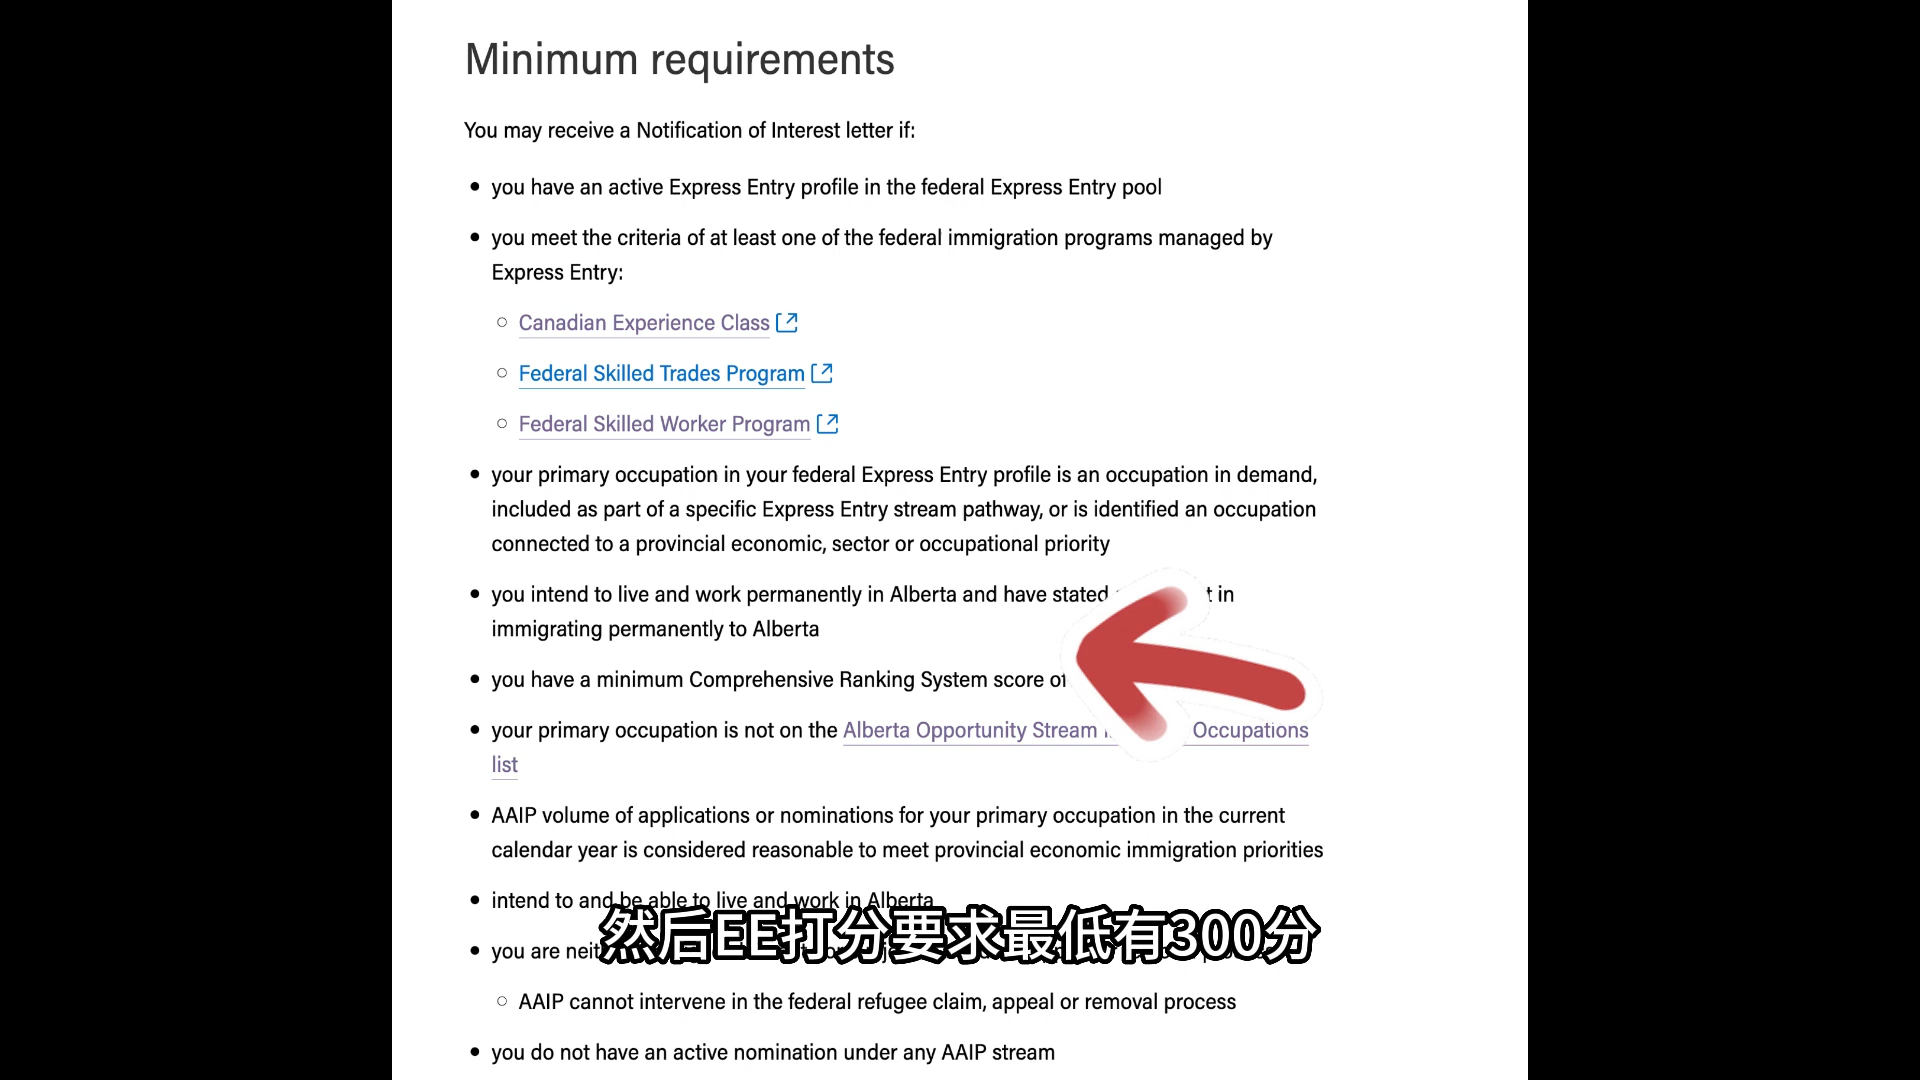 Minimum requirements
You may receive a Notification of Interest letter if:
you have an active Express Entry profile in the federal Express Entry pool
you meet the criteria of at least one of the federal immigration programs managed by
Express Entry:
Canadian Experience Class
Federal Skilled Trades Program
Federal Skilled Worker Program
your primary occupation in your federal Express Entry profile is an occupation in demand,
included as part of a specific Express Entry stream pathway, or is identified an occupation
connected to a provincial economic, sector or occupational priority
you intend to live and work permanently in Alberta and have stated in
immigrating permanently to Alberta
you have a minimum Comprehensive Ranking System score of
your primary occupation is not on the Alberta Opportunity Stream Occupations
list
AAIP volume of applications or nominations for your primary occupation in the current
calendar year is considered reasonable to meet provincial economic immigration priorities
intend to and be able to live and work in Alberta
you are
然后EE打分要求最低有300分
AAIP cannot intervene in the federal refugee claim, appeal or removal process
you do not have an active nomination under any AAIP stream